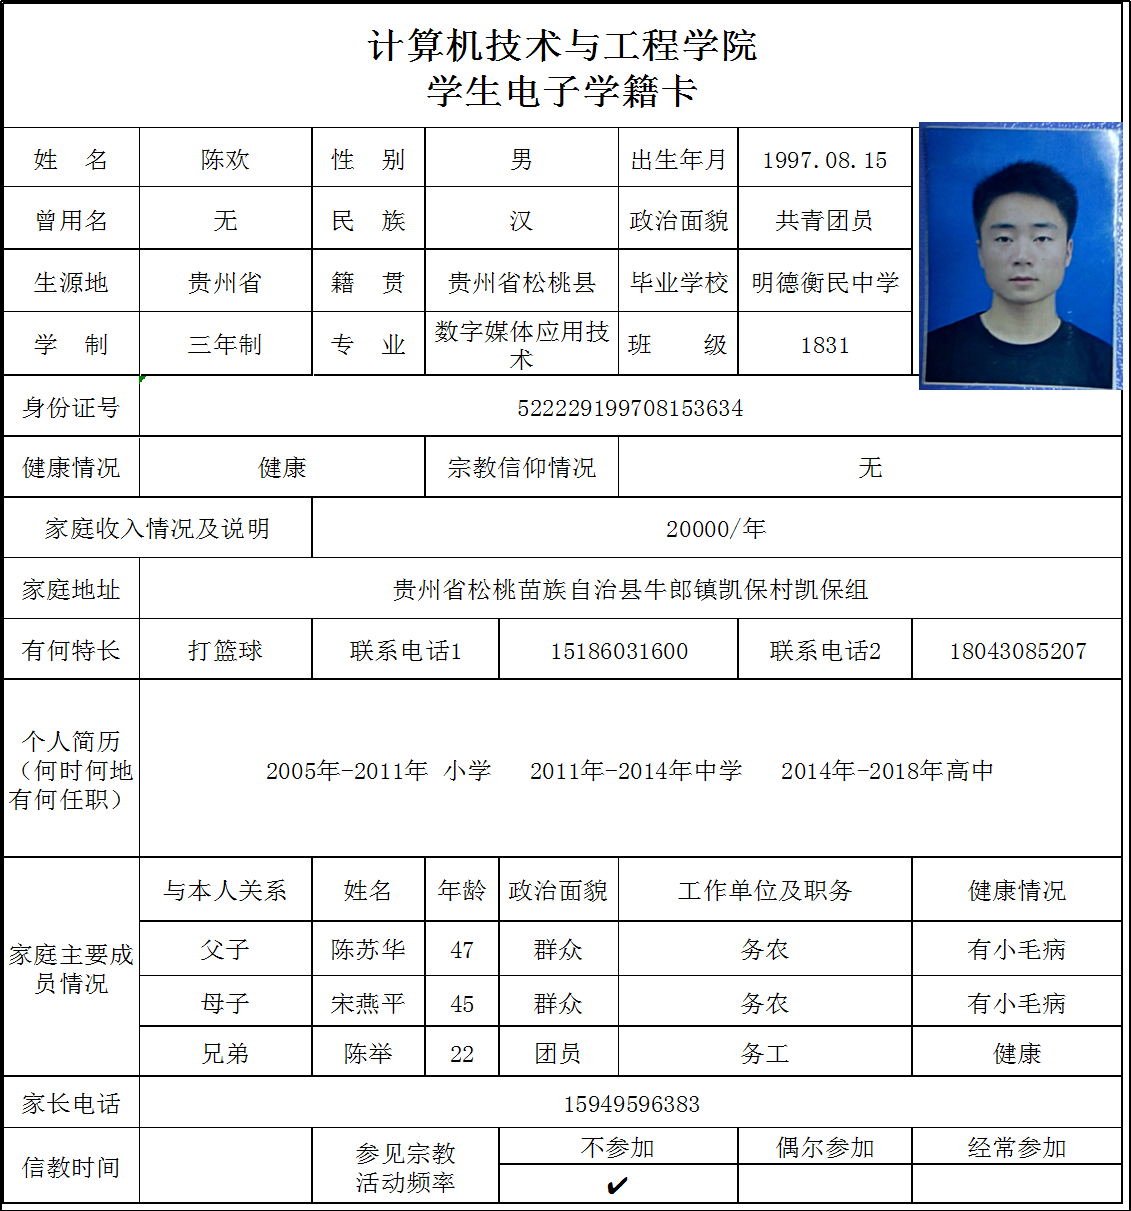 计算机技术与工程学院
学生电子学籍卡
姓 名 陈欢 性 别 男 出生年月 1997.08.15
曾用名 无 民 族 汉 政治面貌 共青团员
生源地 贵州省 籍 贯 贵州省松桃县 毕业学校 明德衡民中学
学 制 三年制 专 业 数字媒体应用技术 班 级 1831
身份证号 522229199708153634
健康情况 健康 宗教信仰情况 无
家庭收入情况及说明 20000/年
家庭地址 贵州省松桃苗族自治县牛郎镇凯保村凯保组
有何特长 打篮球 联系电话1 15186031600 联系电话2 18043085207
个人简历
（何时何地
有何任职）
2005年-2011年 小学 2011年-2014年中学 2014年-2018年高中
家庭主要成
员情况
与本人关系 姓名 年龄 政治面貌 工作单位及职务 健康情况
父子 陈苏华 47 群众 务农 有小毛病
母子 宋燕平 45 群众 务农 有小毛病
兄弟 陈举 22 团员 务工 健康
家长电话 15949596383
信教时间
参见宗教
活动频率
不参加 偶尔参加 经常参加
✔